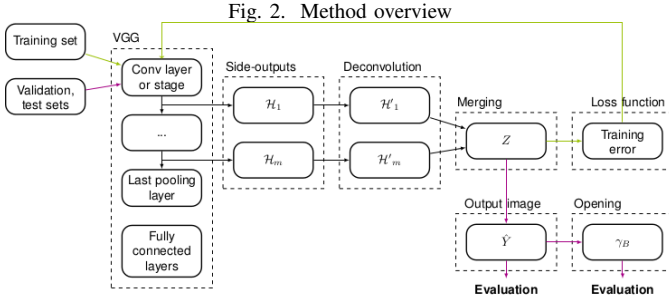 Fig. 2. Method overview
Training set
VGG
Validation,
test sets
Conv layer
or stage
Side-outputs
Deconvolution
H₁
H'₁
...
Merging
Loss function
Z
Training
error
Hₘ
H'ₘ
Last pooling
layer
Output image
Opening
Fully
connected
layers
Ŷ
γ_B
Evaluation
Evaluation